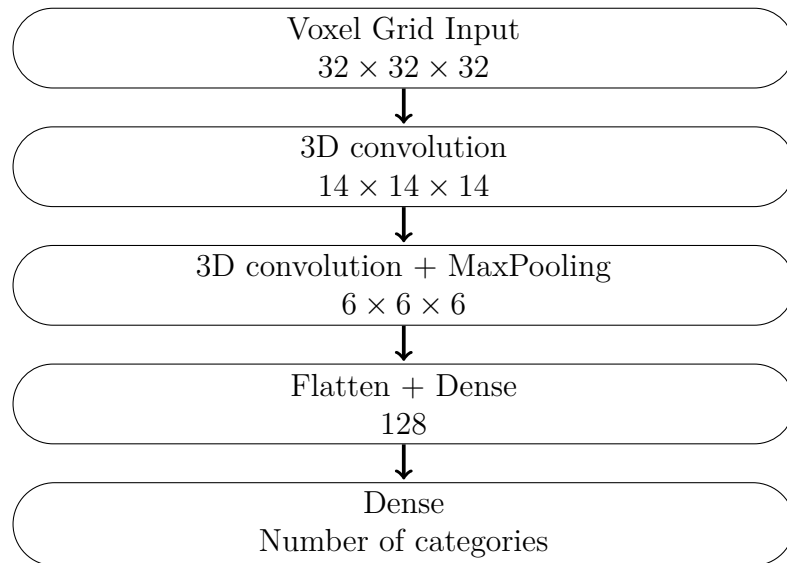 Voxel Grid Input
32 × 32 × 32
3D convolution
14 × 14 × 14
3D convolution + MaxPooling
6 × 6 × 6
Flatten + Dense
128
Dense
Number of categories